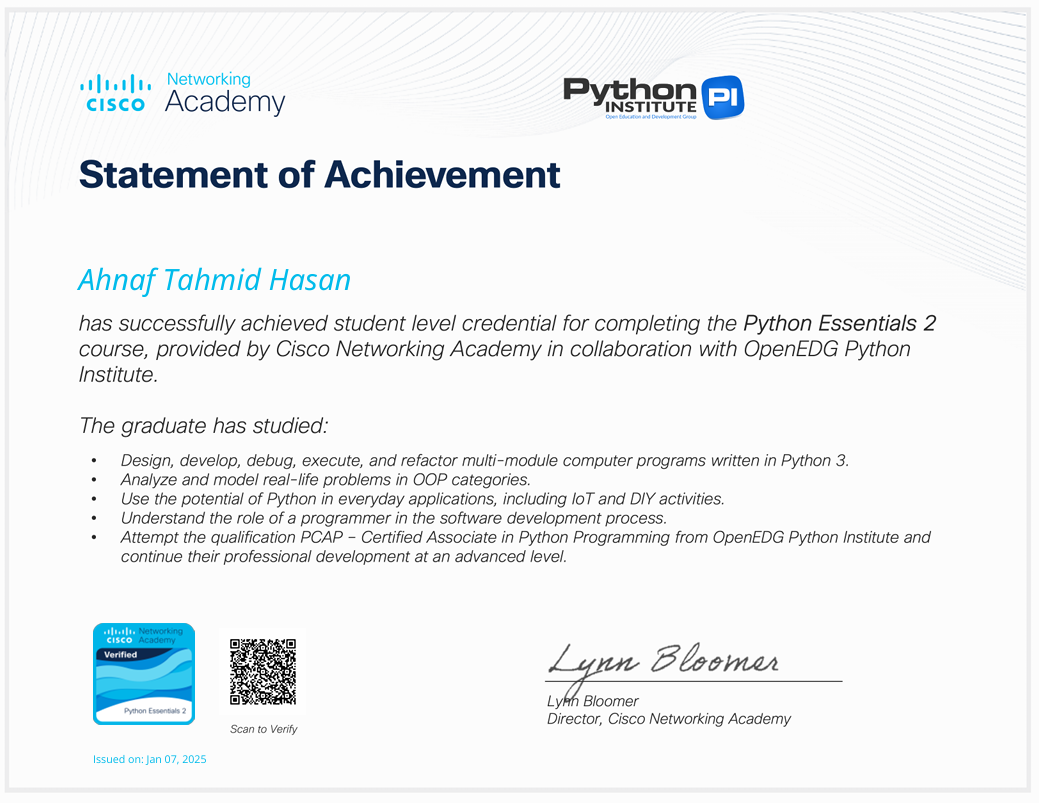 Networking
Academy
CISCO
Python
INSTITUTE
Open Education and Development Group
PI
Statement of Achievement
Ahnaf Tahmid Hasan
has successfully achieved student level credential for completing the Python Essentials 2
course, provided by Cisco Networking Academy in collaboration with OpenEDG Python
Institute.
The graduate has studied:
• Design, develop, debug, execute, and refactor multi-module computer programs written in Python 3.
• Analyze and model real-life problems in OOP categories.
• Use the potential of Python in everyday applications, including IoT and DIY activities.
• Understand the role of a programmer in the software development process.
• Attempt the qualification PCAP – Certified Associate in Python Programming from OpenEDG Python Institute and
continue their professional development at an advanced level.
Networking
CISCO Academy
Verified
Python Essentials 2
Scan to Verify
Lynn Bloomer
Lynn Bloomer
Director, Cisco Networking Academy
Issued on: Jan 07, 2025